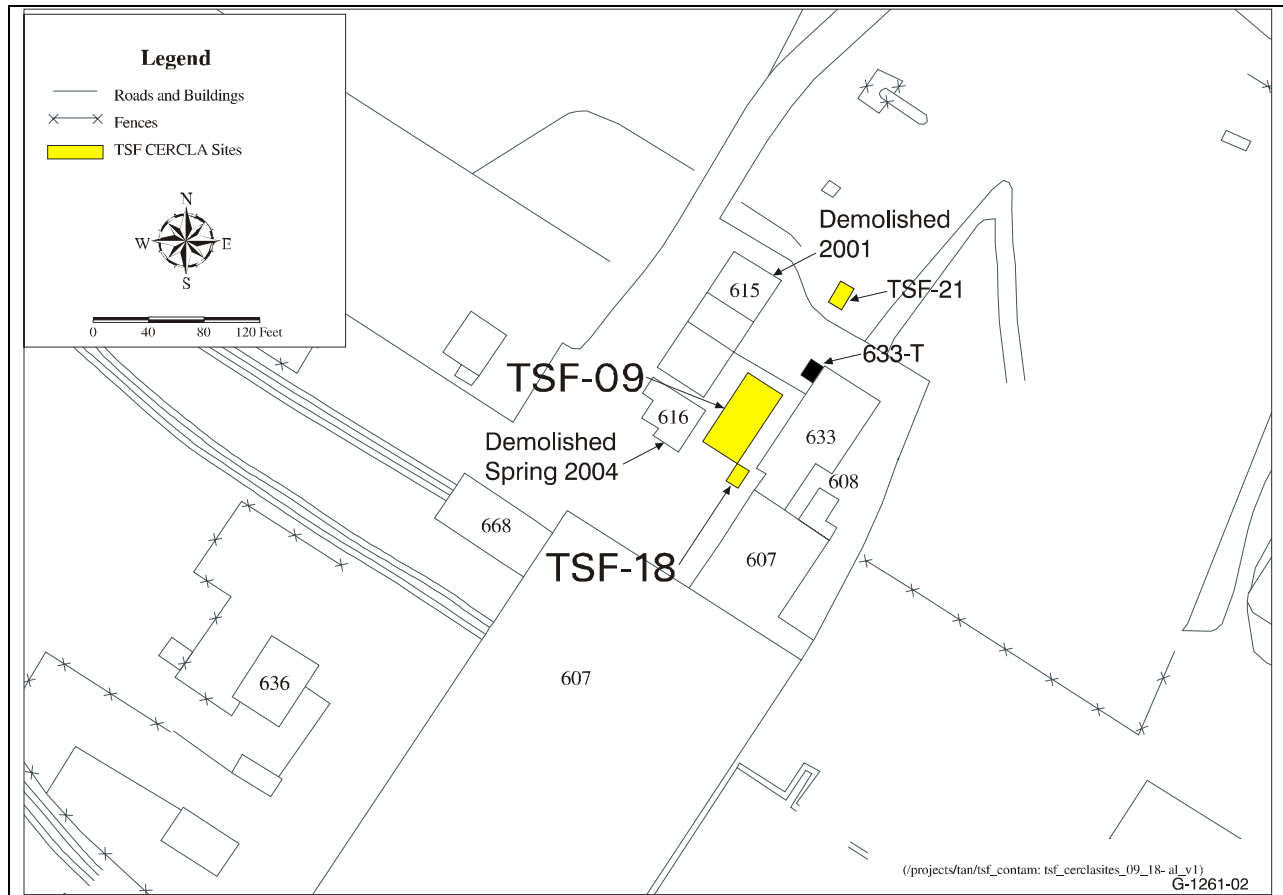 Legend
Roads and Buildings
Fences
TSF CERCLA Sites
N
W E
S
0 40 80 120 Feet
Demolished
2001
615
TSF-21
633-T
TSF-09
616
633
Demolished
Spring 2004
608
668
TSF-18
607
607
636
(/projects/tan/tsf_contam: tsf_cerclasites_09_18- al_v1)
G-1261-02